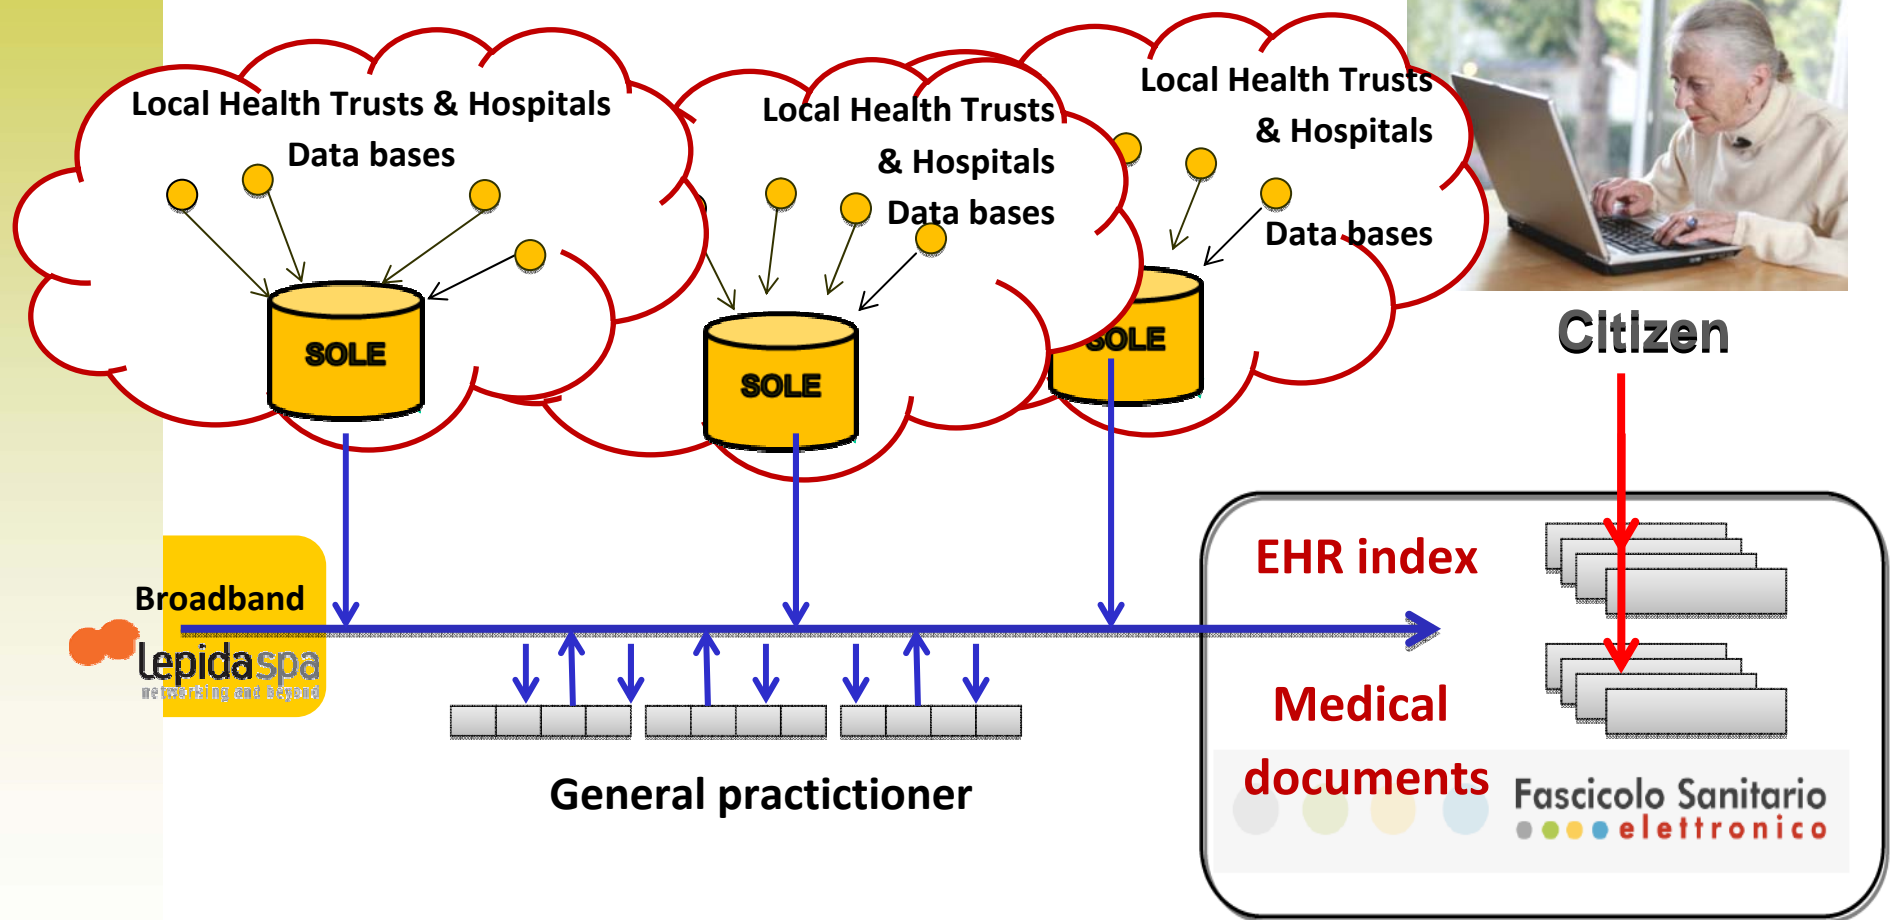 Local Health Trusts & Hospitals
Data bases
SOLE
Local Health Trusts
& Hospitals
Data bases
SOLE
Local Health Trusts
& Hospitals
Data bases
SOLE
Citizen
Broadband
Lepidaspa
networking and beyond
General practictioner
EHR index
Medical
documents
Fascicolo Sanitario
elettronico